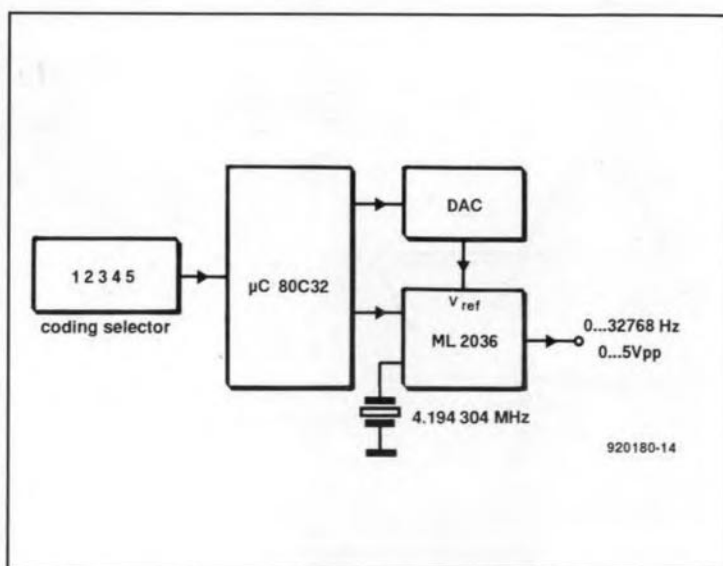 1 2 3 4 5
coding selector
µC 80C32
DAC
Vref
ML 2036
0...32768 Hz
0...5Vpp
4.194 304 MHz
920180-14